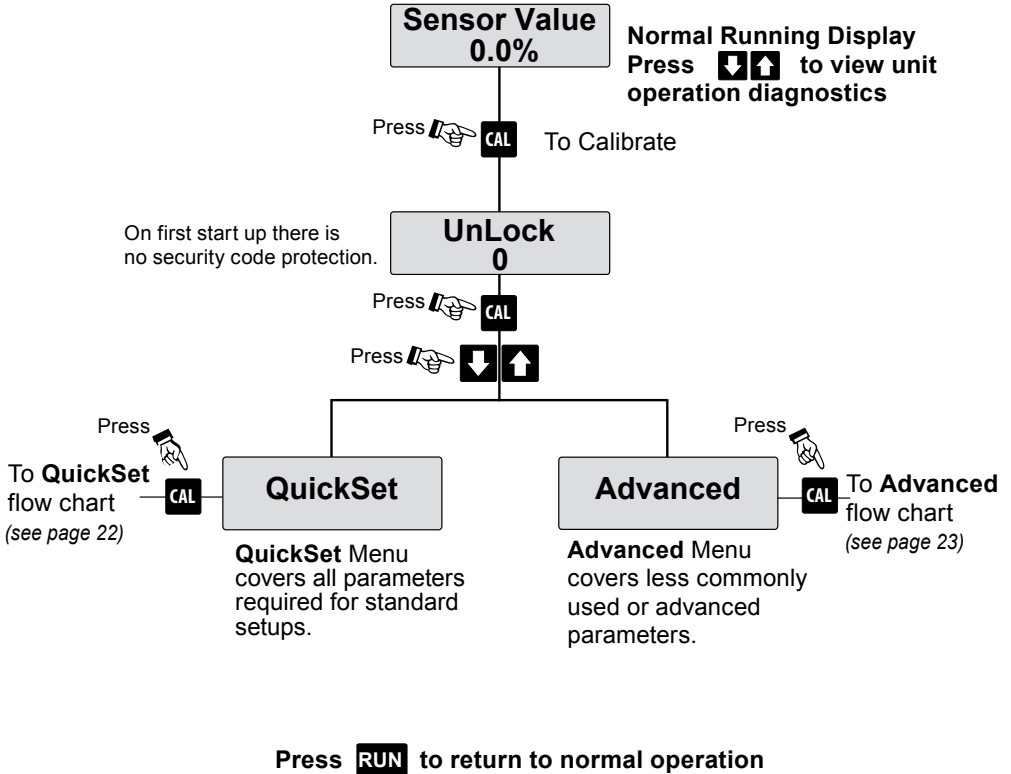 Sensor Value
0.0%
Normal Running Display
Press to view unit
operation diagnostics
Press CAL To Calibrate
On first start up there is
no security code protection.
UnLock
0
Press CAL
Press
Press
To QuickSet
flow chart
(see page 22)
CAL
QuickSet
QuickSet Menu
covers all parameters
required for standard
setups.
Press
Advanced
CAL
To Advanced
flow chart
(see page 23)
Advanced Menu
covers less commonly
used or advanced
parameters.
Press RUN to return to normal operation